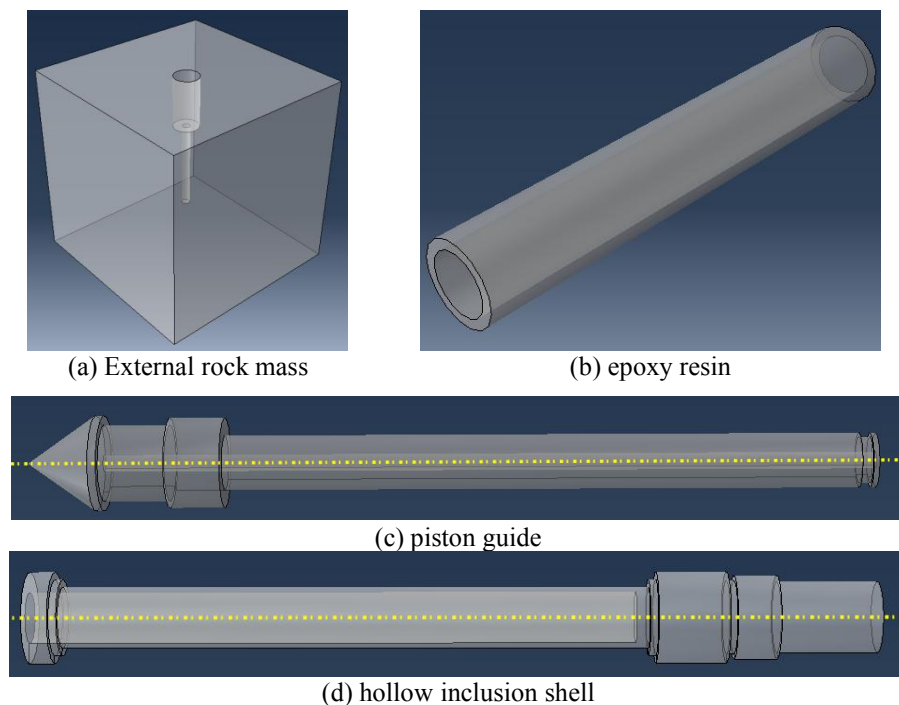 (a) External rock mass
(b) epoxy resin
(c) piston guide
(d) hollow inclusion shell